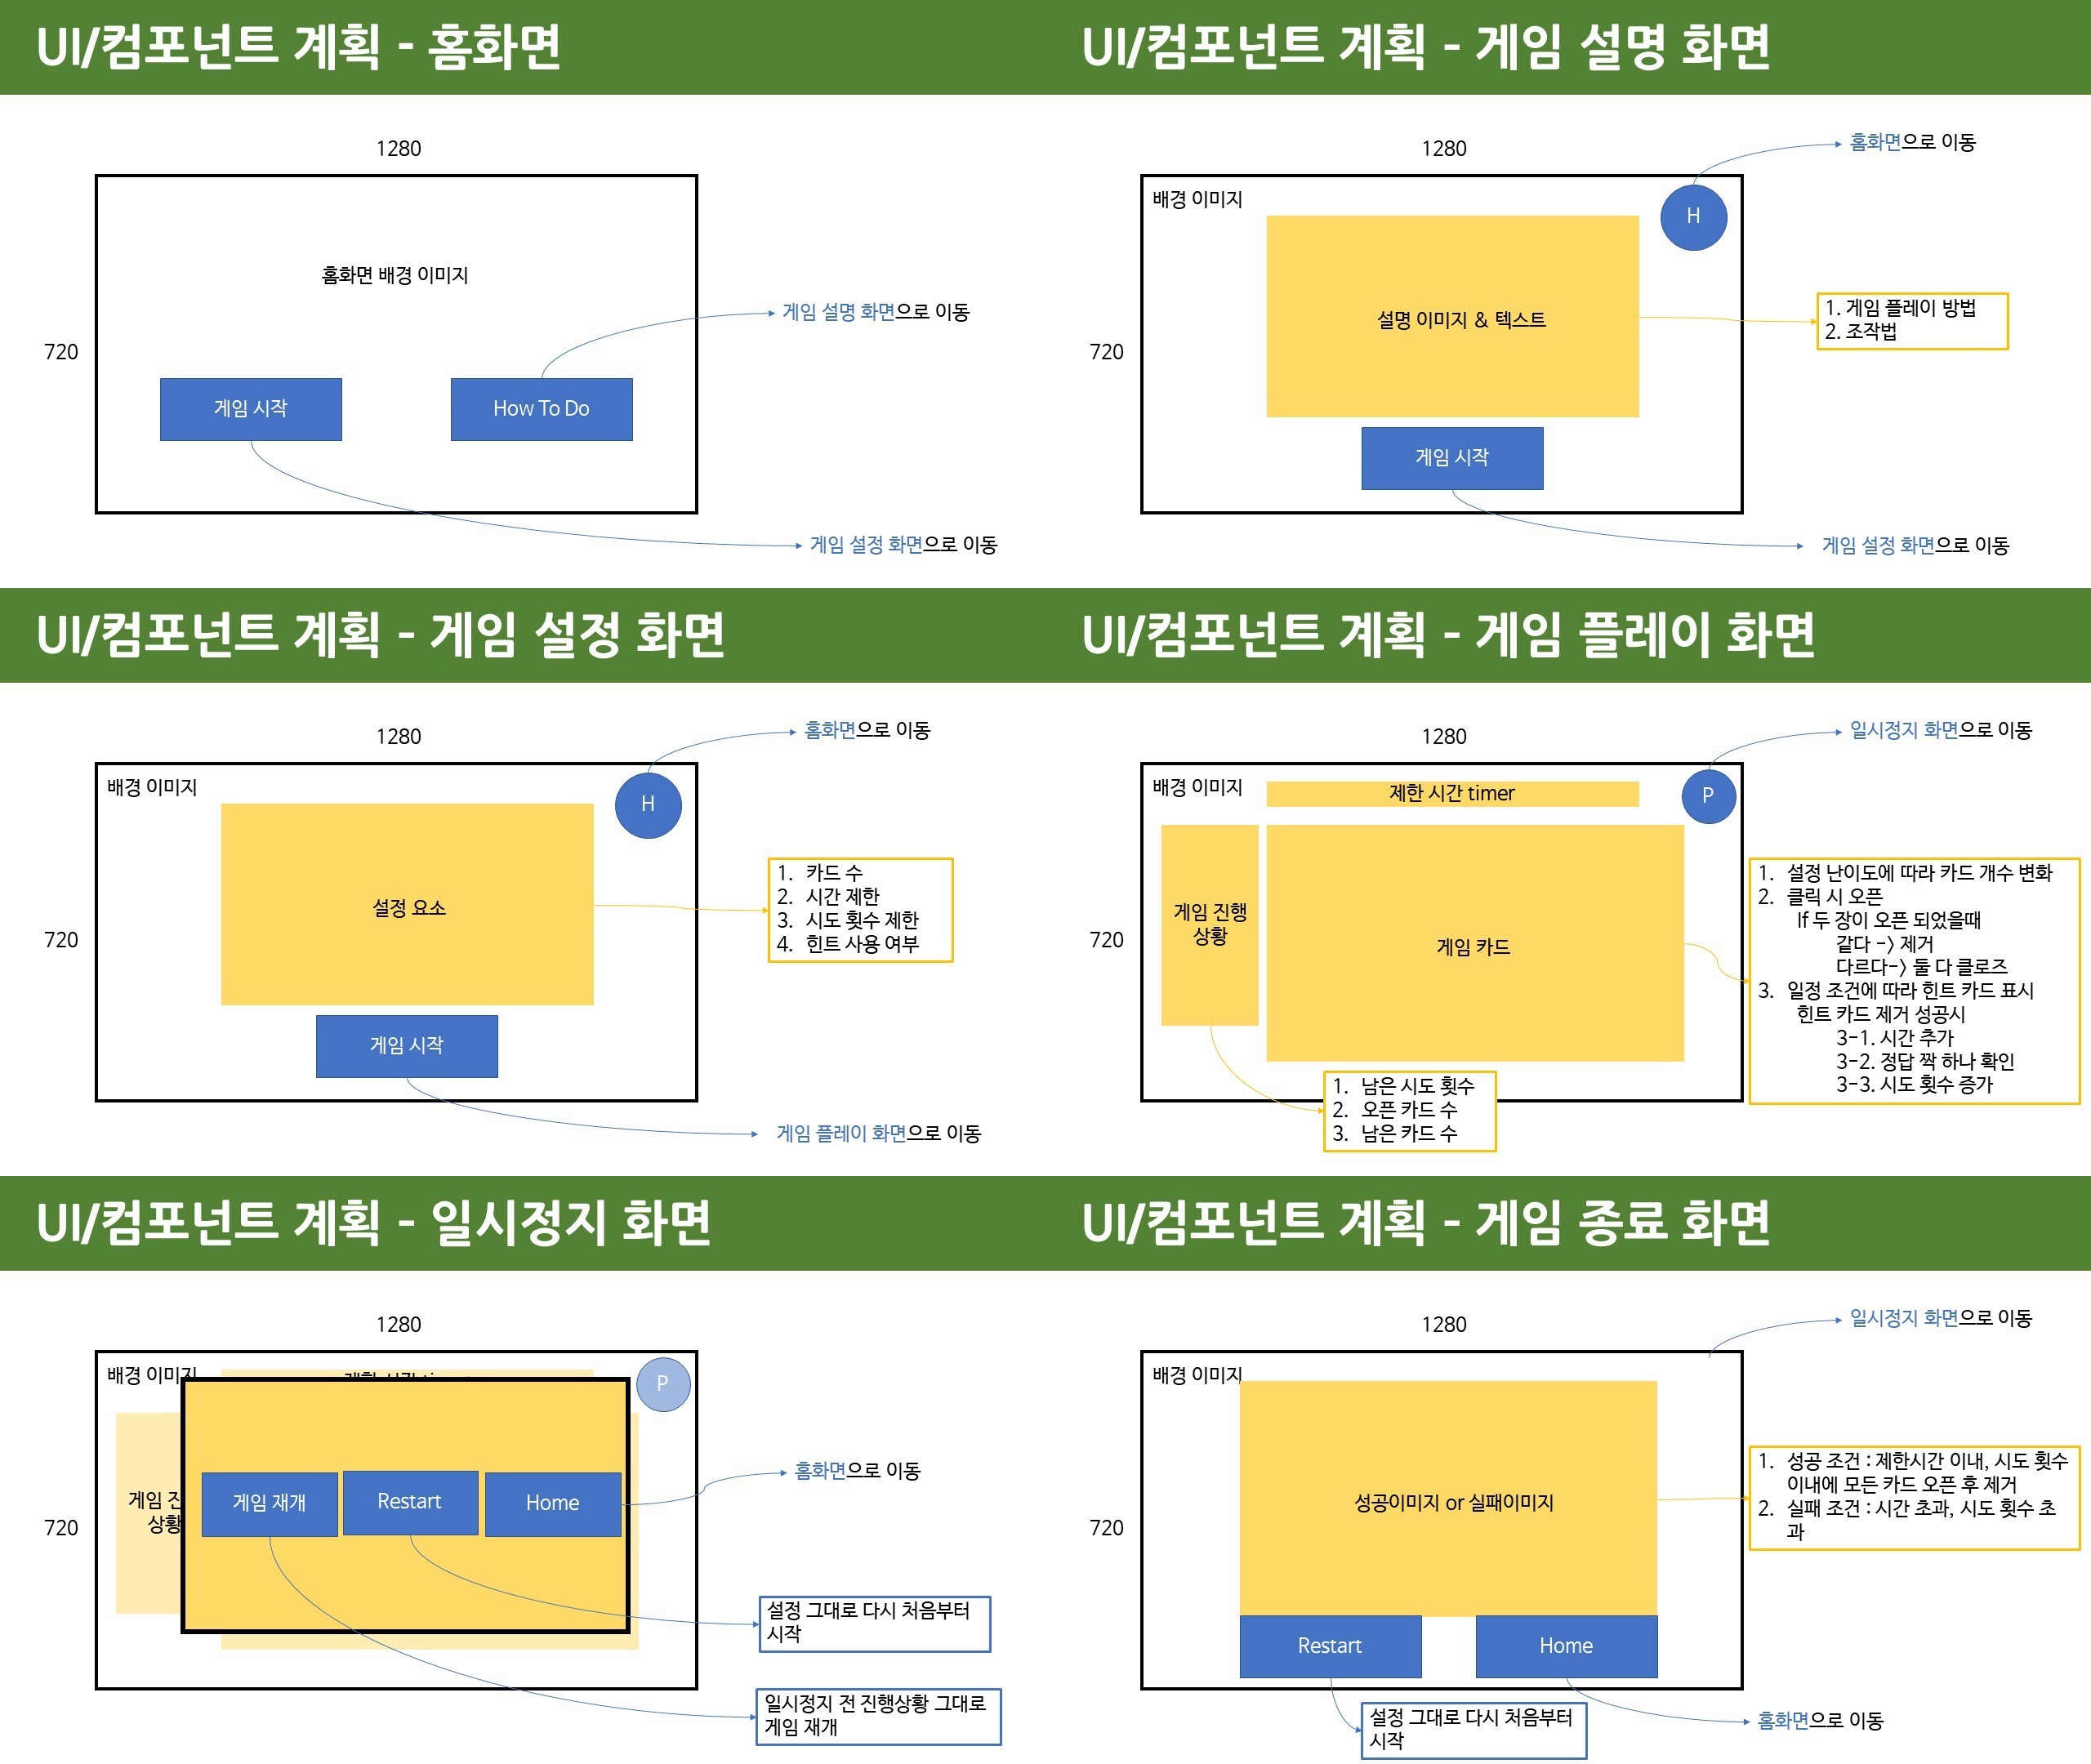 UI/컴포넌트 계획 - 홈화면
1280
720
홈화면 배경 이미지
게임 시작
How To Do
게임 설명 화면으로 이동
게임 설정 화면으로 이동
UI/컴포넌트 계획 - 게임 설명 화면
1280
720
배경 이미지
H
홈화면으로 이동
설명 이미지 & 텍스트
1. 게임 플레이 방법
2. 조작법
게임 시작
게임 설정 화면으로 이동
UI/컴포넌트 계획 - 게임 설정 화면
1280
720
배경 이미지
H
홈화면으로 이동
설정 요소
1. 카드 수
2. 시간 제한
3. 시도 횟수 제한
4. 힌트 사용 여부
게임 시작
게임 플레이 화면으로 이동
UI/컴포넌트 계획 - 게임 플레이 화면
1280
720
배경 이미지
제한 시간 timer
P
일시정지 화면으로 이동
게임 진행
상황
게임 카드
1. 설정 난이도에 따라 카드 개수 변화
2. 클릭 시 오픈
If 두 장이 오픈 되었을때
같다 -> 제거
다르다-> 둘 다 클로즈
3. 일정 조건에 따라 힌트 카드 표시
힌트 카드 제거 성공시
3-1. 시간 추가
3-2. 정답 짝 하나 확인
3-3. 시도 횟수 증가
1. 남은 시도 횟수
2. 오픈 카드 수
3. 남은 카드 수
UI/컴포넌트 계획 - 일시정지 화면
1280
720
배경 이미지
P
게임 진
상황
게임 재개
Restart
Home
홈화면으로 이동
설정 그대로 다시 처음부터
시작
일시정지 전 진행상황 그대로
게임 재개
UI/컴포넌트 계획 - 게임 종료 화면
1280
720
배경 이미지
일시정지 화면으로 이동
성공이미지 or 실패이미지
1. 성공 조건 : 제한시간 이내, 시도 횟수
이내에 모든 카드 오픈 후 제거
2. 실패 조건 : 시간 초과, 시도 횟수 초
과
Restart
Home
설정 그대로 다시 처음부터
시작
홈화면으로 이동